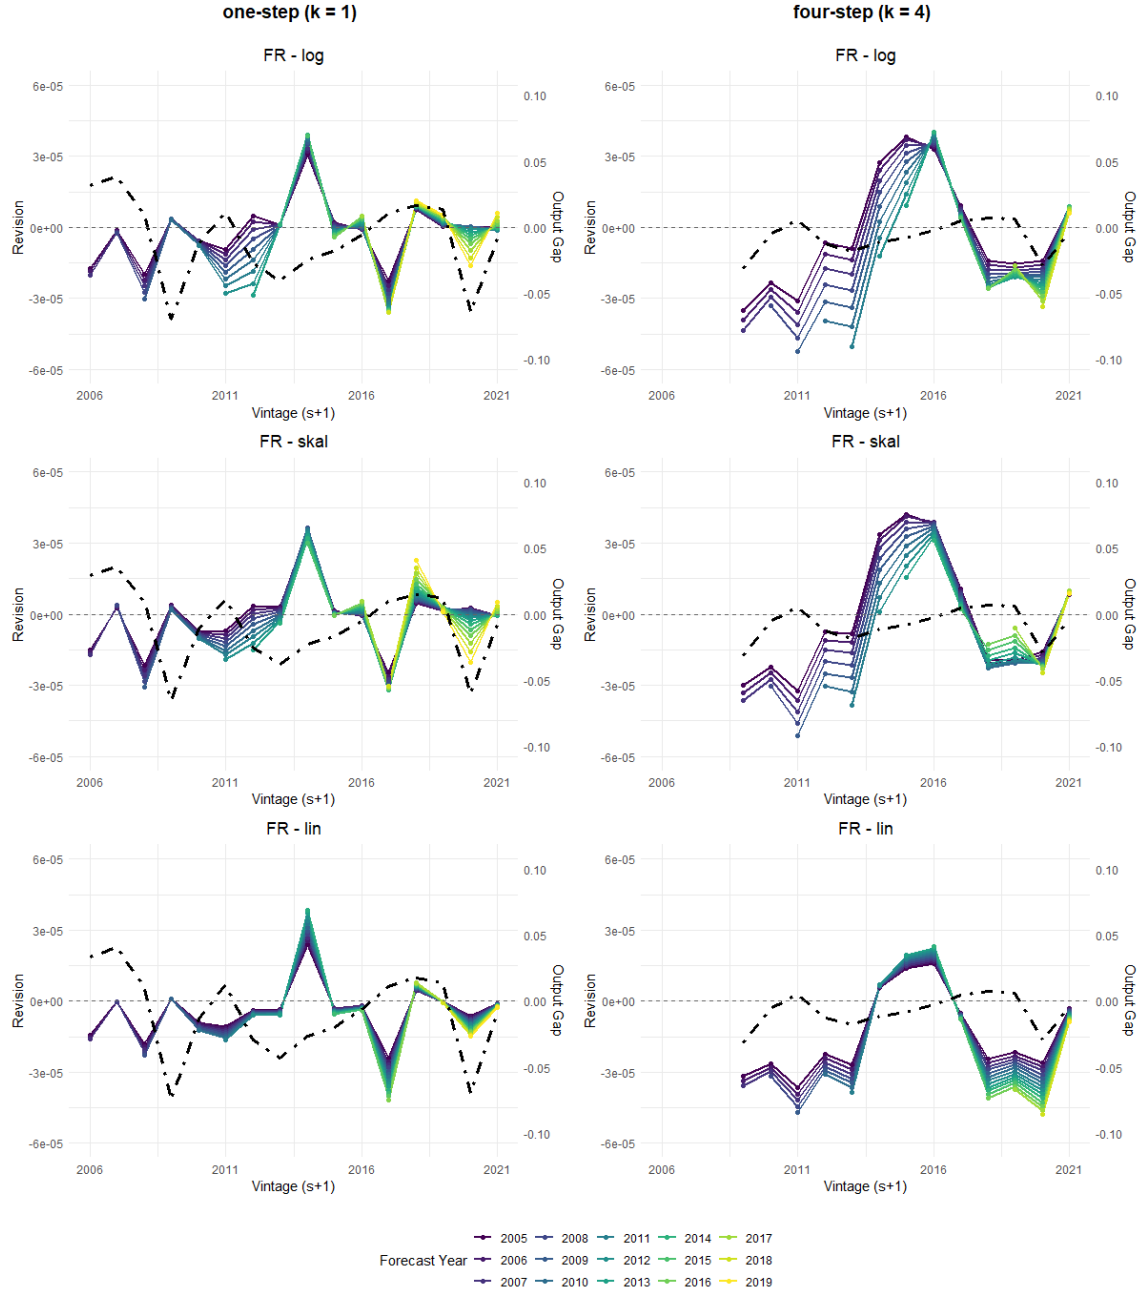 one-step (k = 1)
four-step (k = 4)
FR - log
FR - log
6e-05
3e-05
0e+00
-3e-05
-6e-05
Revision
0.10
0.05
0.00
-0.05
-0.10
Output Gap
2006
2011
2016
2021
Vintage (s+1)
6e-05
3e-05
0e+00
-3e-05
-6e-05
Revision
0.10
0.05
0.00
-0.05
-0.10
Output Gap
2006
2011
2016
2021
Vintage (s+1)
FR - skal
FR - skal
6e-05
3e-05
0e+00
-3e-05
-6e-05
Revision
0.10
0.05
0.00
-0.05
-0.10
Output Gap
2006
2011
2016
2021
Vintage (s+1)
6e-05
3e-05
0e+00
-3e-05
-6e-05
Revision
0.10
0.05
0.00
-0.05
-0.10
Output Gap
2006
2011
2016
2021
Vintage (s+1)
FR - lin
FR - lin
6e-05
3e-05
0e+00
-3e-05
-6e-05
Revision
0.10
0.05
0.00
-0.05
-0.10
Output Gap
2006
2011
2016
2021
Vintage (s+1)
6e-05
3e-05
0e+00
-3e-05
-6e-05
Revision
0.10
0.05
0.00
-0.05
-0.10
Output Gap
2006
2011
2016
2021
Vintage (s+1)
Forecast Year
2005 2008 2011 2014 2017
2006 2009 2012 2015 2018
2007 2010 2013 2016 2019